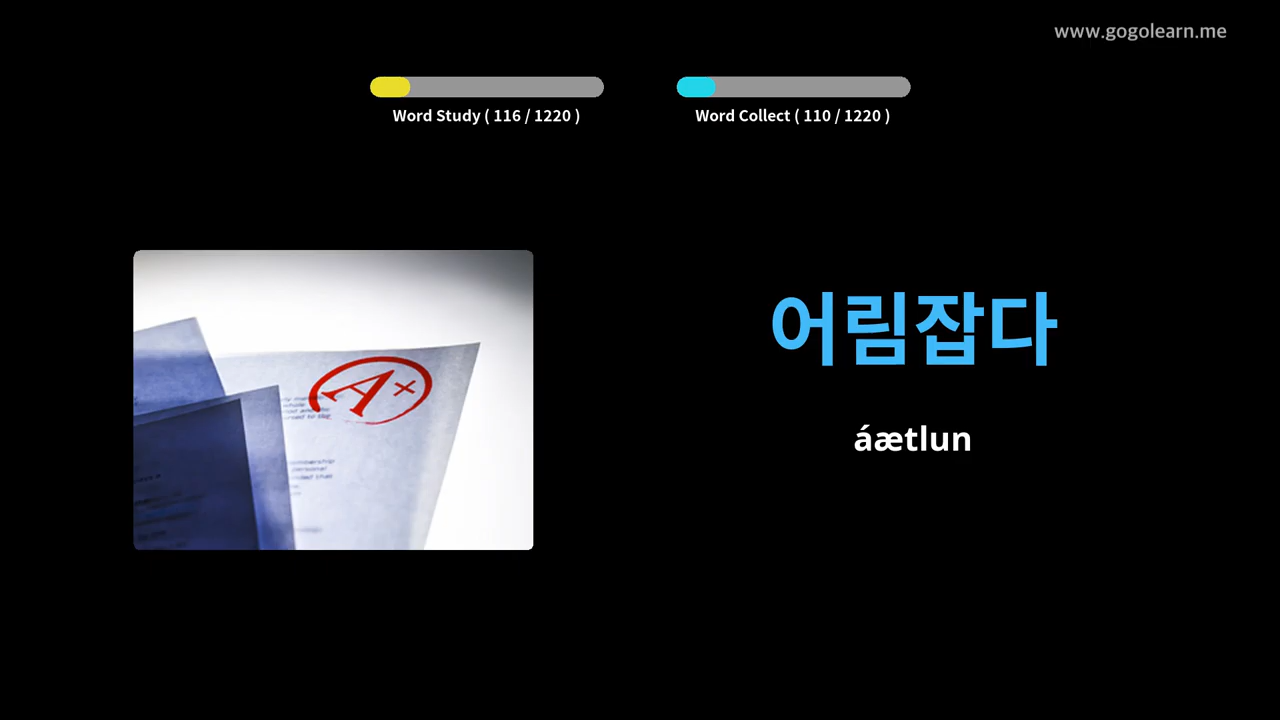 www.gogolearn.me
Word Study ( 116 / 1220 )
Word Collect ( 110 / 1220 )
어림잡다
A+
áætlun